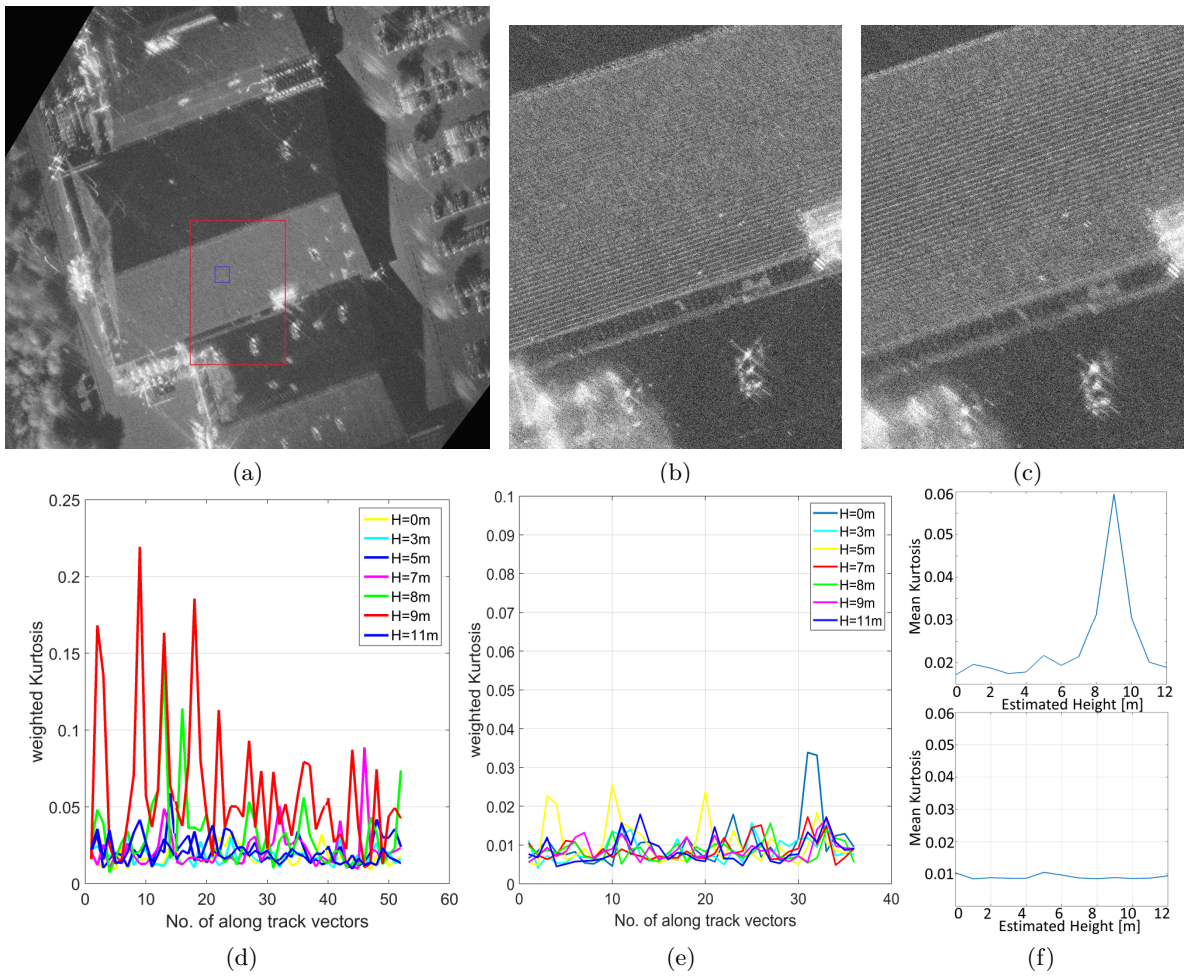 (a)
(b)
(c)
0.25
0.2
0.15
0.1
0.05
0
weighted Kurtosis
H=0m
H=3m
H=5m
H=7m
H=8m
H=9m
H=11m
0
10
20
30
40
50
60
No. of along track vectors
(d)
0.1
0.09
0.08
0.07
0.06
0.05
0.04
0.03
0.02
0.01
0
weighted Kurtosis
H=0m
H=3m
H=5m
H=7m
H=8m
H=9m
H=11m
0
10
20
30
40
No. of along track vectors
(e)
0.06
0.05
0.04
0.03
0.02
Mean Kurtosis
0 2 4 6 8 10 12
Estimated Height [m]
0.06
0.05
0.04
0.03
0.02
0.01
Mean Kurtosis
0 2 4 6 8 10 12
Estimated Height [m]
(f)